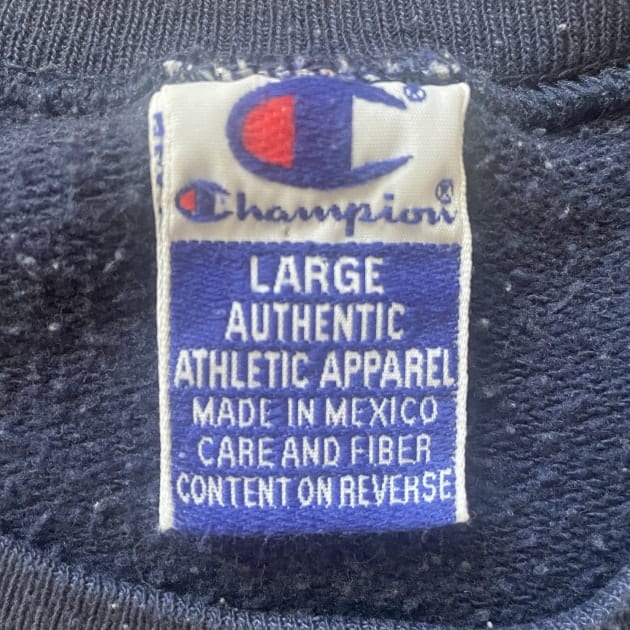 ®
Champion®
LARGE
AUTHENTIC
ATHLETIC APPAREL
MADE IN MEXICO
CARE AND FIBER
CONTENT ON REVERSE